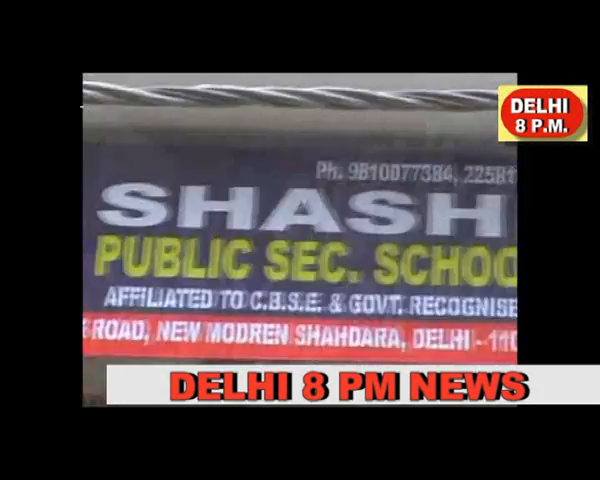 DELHI
8 P.M.
Ph. 9810077384, 22581
SHASH
PUBLIC SEC. SCHOO
AFFILIATED TO C.B.S.E. & GOVT. RECOGNISE
ROAD, NEW MODREN SHAHDARA, DELHI - 110
DELHI 8 PM NEWS